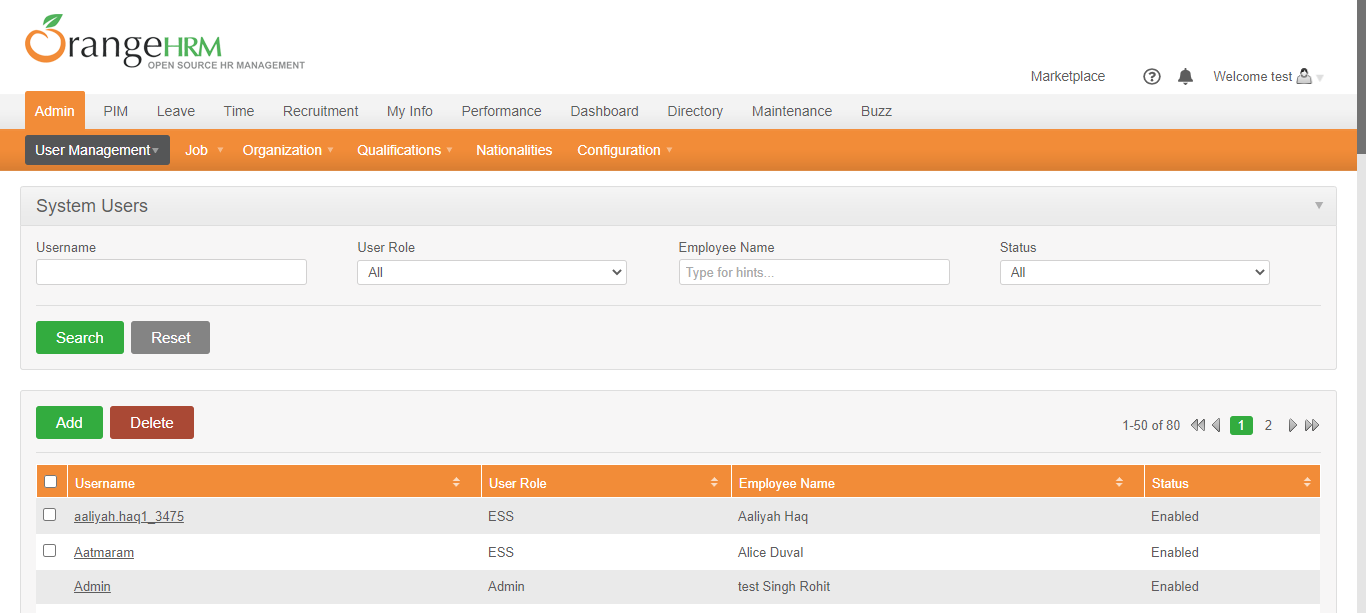 OrangeHRM
OPEN SOURCE HR MANAGEMENT
Marketplace ? Welcome test
Admin PIM Leave Time Recruitment My Info Performance Dashboard Directory Maintenance Buzz
User Management Job Organization Qualifications Nationalities Configuration
System Users
Username User Role Employee Name Status
All Type for hints... All
Search Reset
Add Delete 1-50 of 80 1 2
Username User Role Employee Name Status
aaliyah.haq1_3475 ESS Aaliyah Haq Enabled
Aatmaram ESS Alice Duval Enabled
Admin Admin test Singh Rohit Enabled